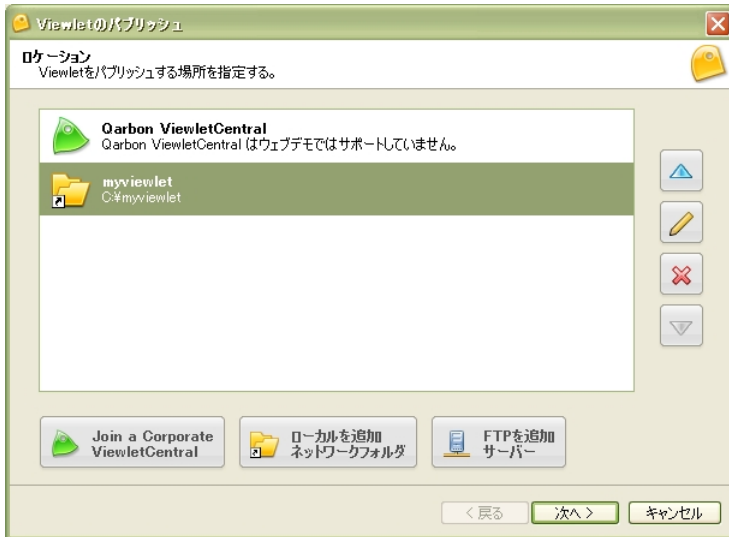 Viewletのパブリッシュ
ロケーション
Viewletをパブリッシュする場所を指定する。
Qarbon ViewletCentral
Qarbon ViewletCentral はウェブデモではサポートしていません。
myviewlet
C:¥myviewlet
Join a Corporate
ViewletCentral
ローカルを追加
ネットワークフォルダ
FTPを追加
サーバー
< 戻る
次へ >
キャンセル